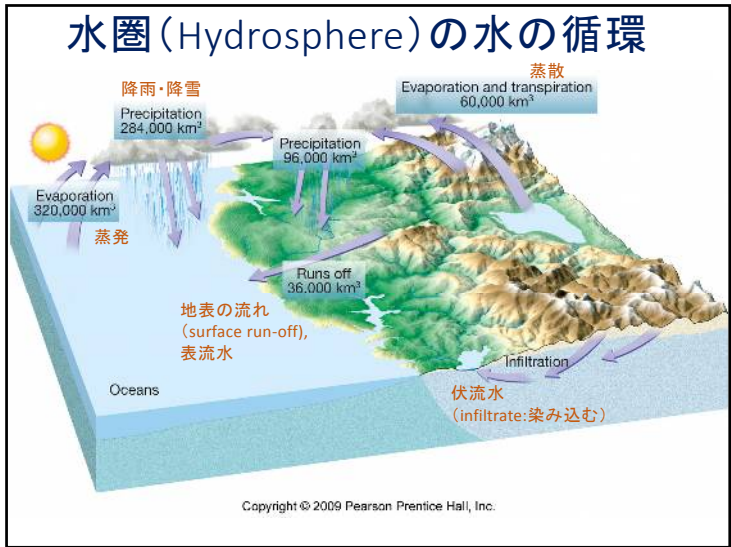 水圏(Hydrosphere)の水の循環
降雨・降雪
Precipitation
284,000 km³
蒸散
Evaporation and transpiration
60,000 km³
Precipitation
96,000 km³
Evaporation
320,000 km³
蒸発
Runs off
36,000 km³
地表の流れ
(surface run-off),
表流水
Infiltration
Oceans
伏流水
(infiltrate:染み込む)
Copyright © 2009 Pearson Prentice Hall, Inc.